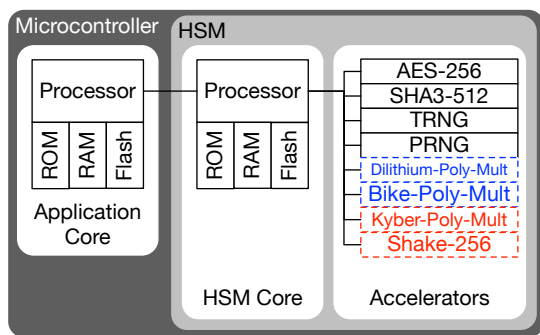 Microcontroller
HSM
Processor
ROM
RAM
Flash
Application
Core
Processor
ROM
RAM
Flash
HSM Core
AES-256
SHA3-512
TRNG
PRNG
Dilithium-Poly-Mult
Bike-Poly-Mult
Kyber-Poly-Mult
Shake-256
Accelerators